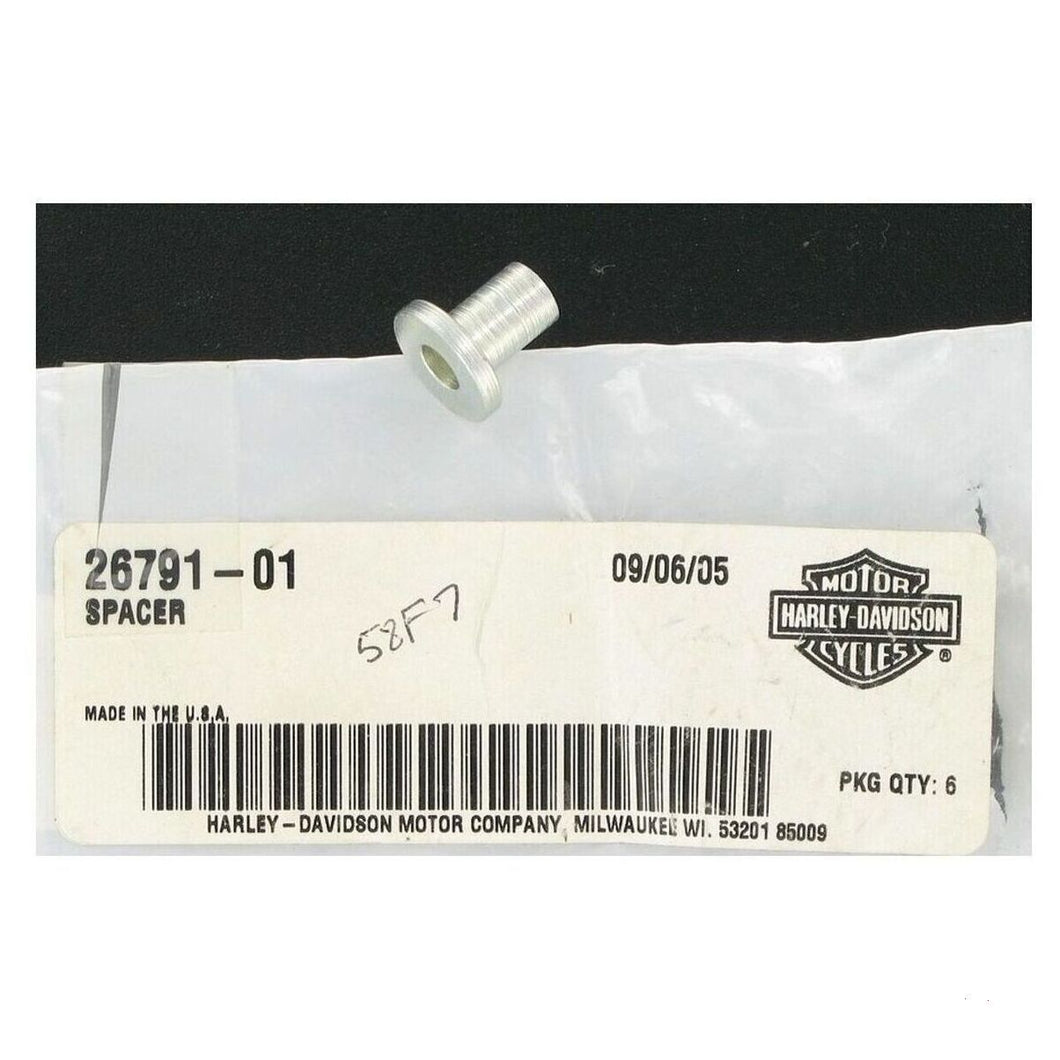 26791-01
SPACER
09/06/05
58F7
MOTOR
HARLEY-DAVIDSON
CYCLES
®
MADE IN THE U.S.A.
PKG QTY: 6
HARLEY-DAVIDSON MOTOR COMPANY, MILWAUKEE WI. 53201 85009